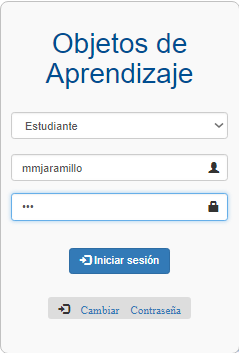 Objetos de
Aprendizaje
Estudiante
mmjaramillo
•••
Iniciar sesión
Cambiar Contraseña